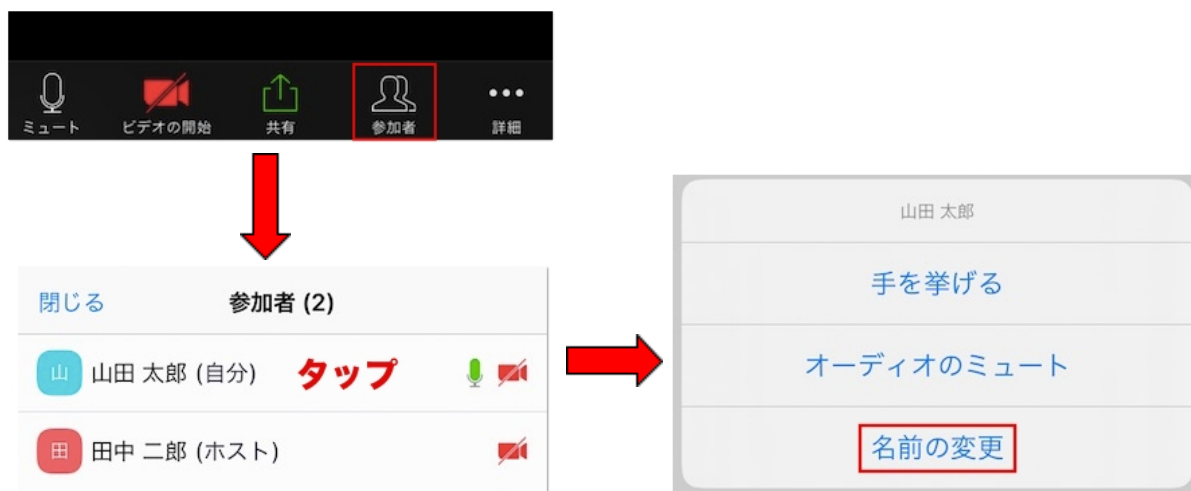 ミュート
ビデオの開始
共有
参加者
詳細
閉じる
参加者 (2)
山
山田 太郎 (自分)
タップ
田
田中 二郎 (ホスト)
山田 太郎
手を挙げる
オーディオのミュート
名前の変更